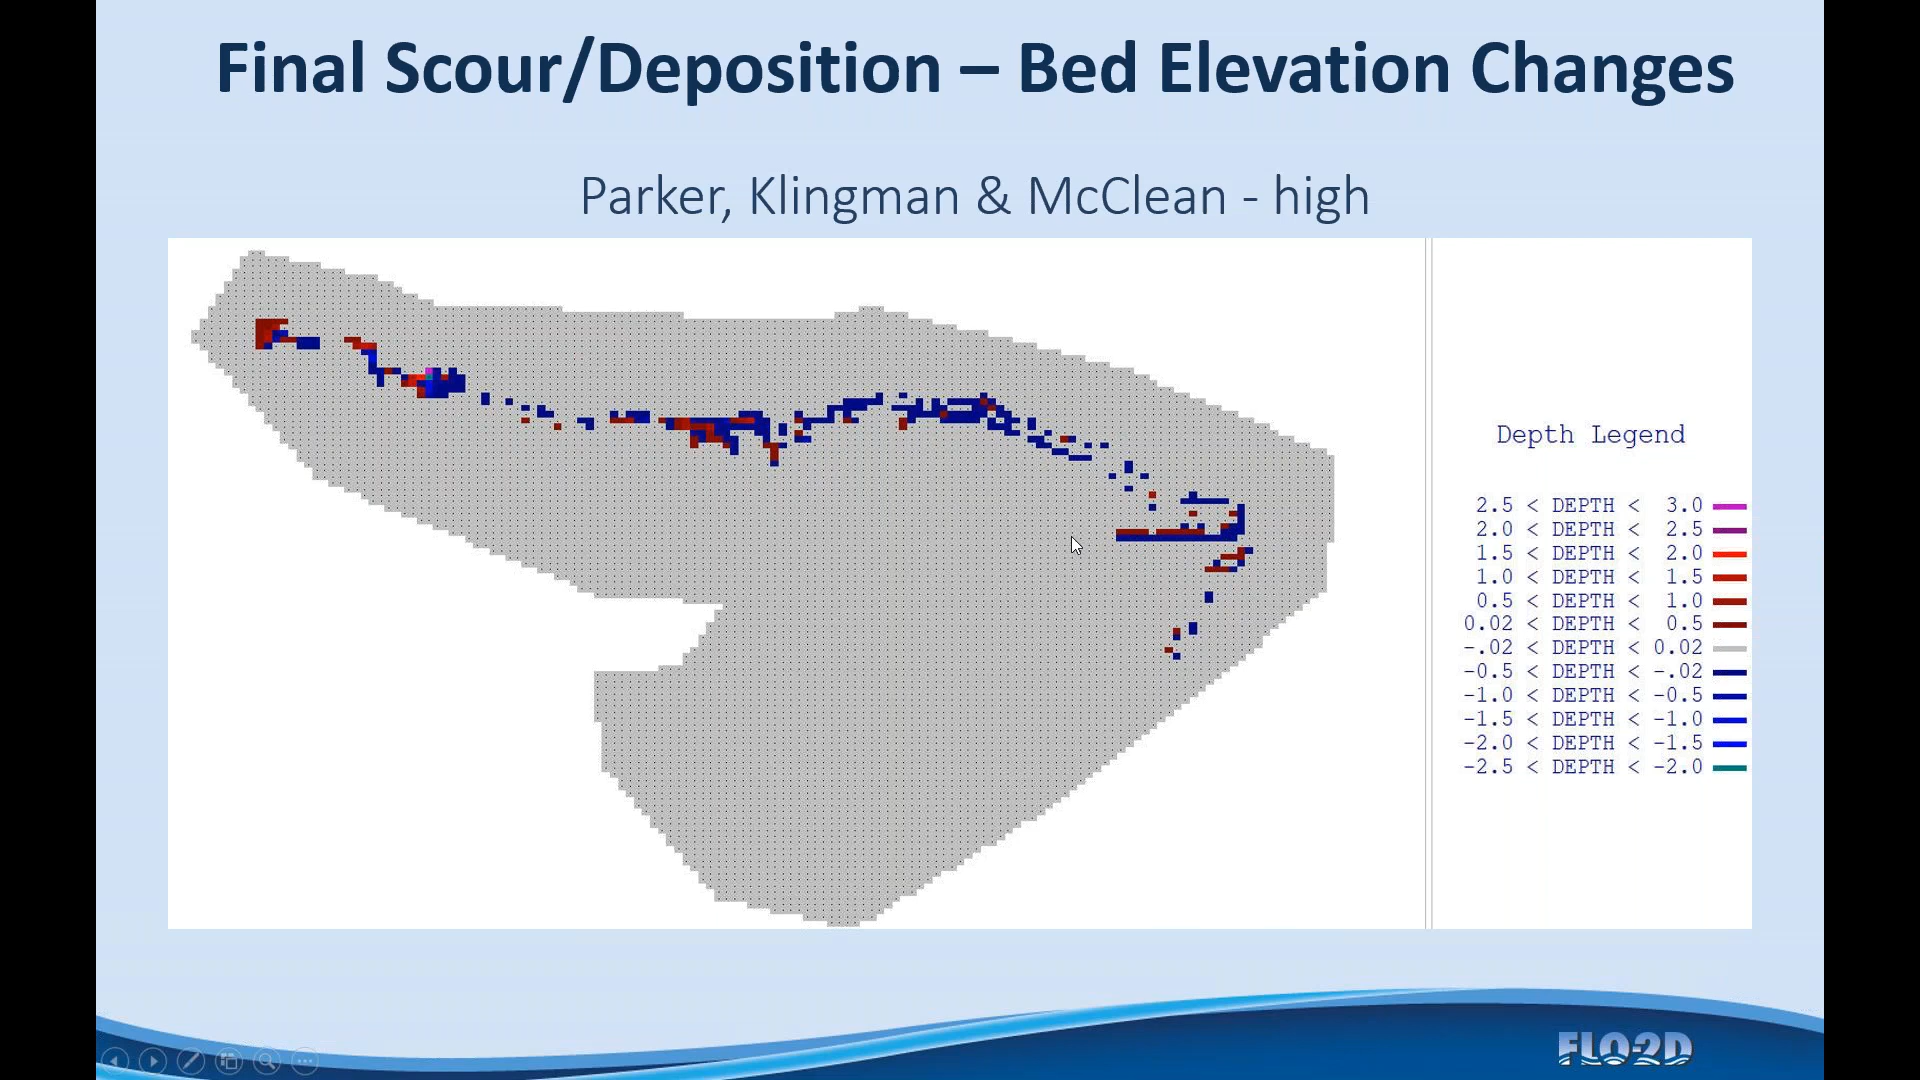 Final Scour/Deposition – Bed Elevation Changes
Parker, Klingman & McClean - high
Depth Legend
2.5 < DEPTH < 3.0
2.0 < DEPTH < 2.5
1.5 < DEPTH < 2.0
1.0 < DEPTH < 1.5
0.5 < DEPTH < 1.0
0.02 < DEPTH < 0.5
-.02 < DEPTH < 0.02
-0.5 < DEPTH < -.02
-1.0 < DEPTH < -0.5
-1.5 < DEPTH < -1.0
-2.0 < DEPTH < -1.5
-2.5 < DEPTH < -2.0
FLO-2D